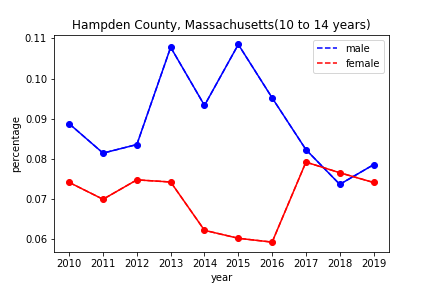 Hampden County, Massachusetts(10 to 14 years)
male
female
percentage
0.11
0.10
0.09
0.08
0.07
0.06
2010 2011 2012 2013 2014 2015 2016 2017 2018 2019
year